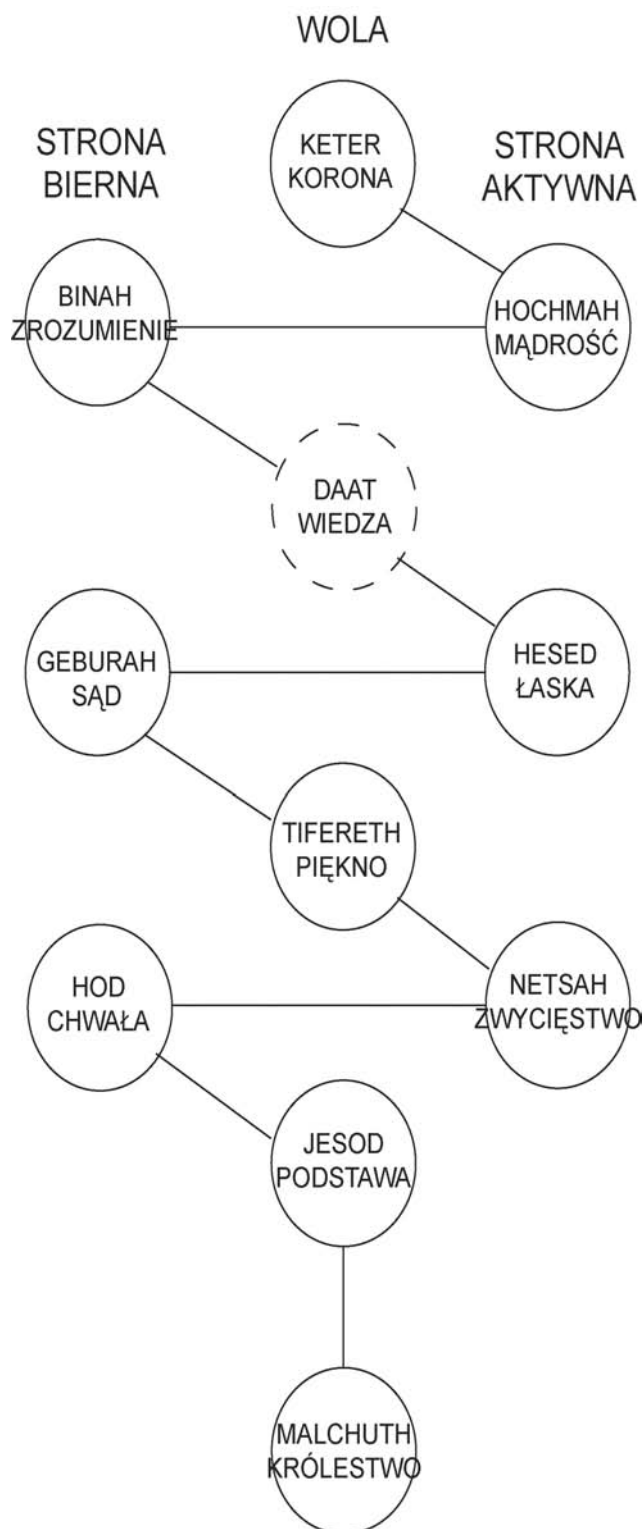 WOLA
KETER
KORONA
STRONA
BIERNA
STRONA
AKTYWNA
BINAH
ZROZUMIENIE
HOCHMAH
MĄDROŚĆ
DAAT
WIEDZA
GEBURAH
SĄD
HESED
ŁASKA
TIFERETH
PIĘKNO
HOD
CHWAŁA
NETSAH
ZWYCIĘSTWO
JESOD
PODSTAWA
MALCHUTH
KRÓLESTWO